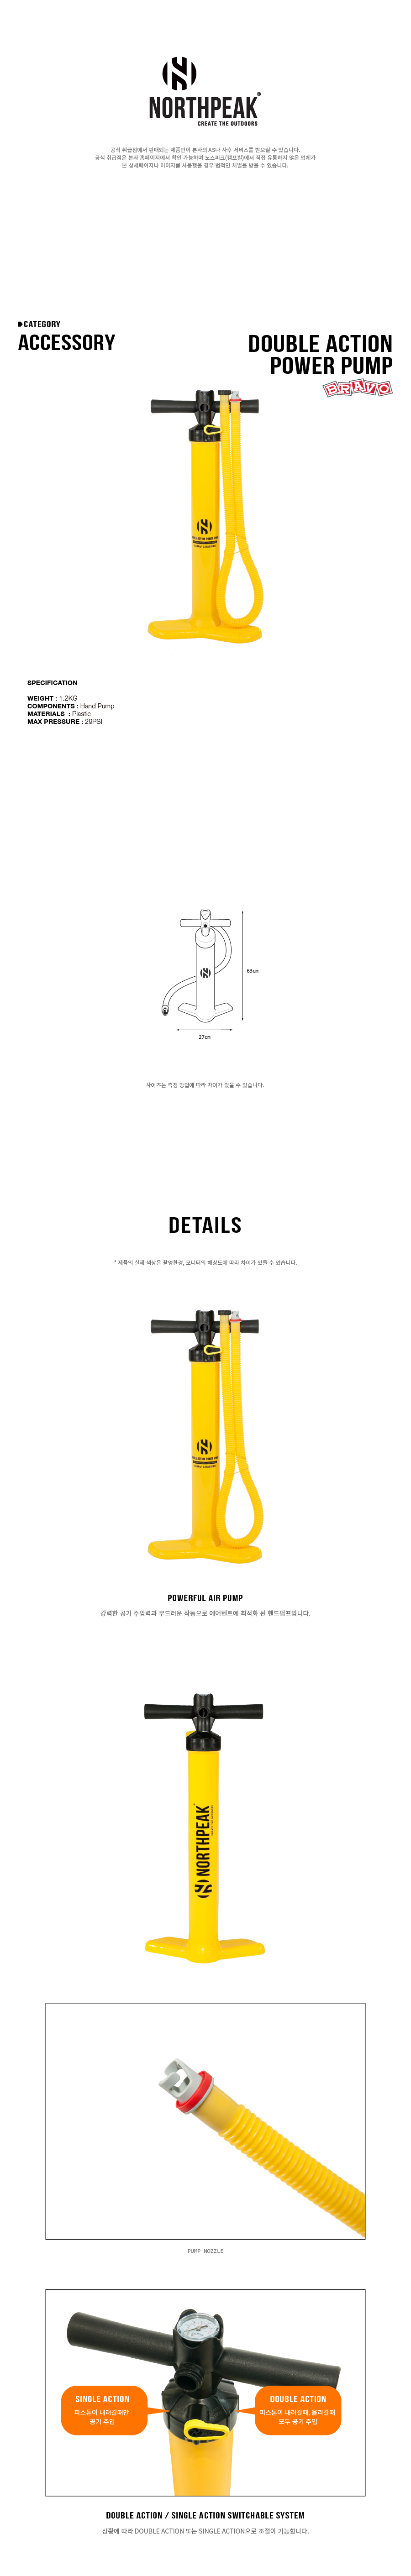 NORTHPEAK®
CREATE THE OUTDOORS
공식 취급점에서 판매되는 제품만이 본사의 AS나 사후 서비스를 받으실 수 있습니다.
공식 취급점은 본사 홈페이지에서 확인 가능하며 노스피크(캠프밸)에서 직접 유통하지 않은 업체가
본 상세페이지나 이미지를 사용했을 경우 법적인 처벌을 받을 수 있습니다.
CATEGORY
ACCESSORY
DOUBLE ACTION
POWER PUMP
BRAVO
SPECIFICATION
WEIGHT : 1.2KG
COMPONENTS : Hand Pump
MATERIALS : Plastic
MAX PRESSURE : 29PSI
63cm
27cm
사이즈는 측정 방법에 따라 차이가 있을 수 있습니다.
DETAILS
* 제품의 실제 색상은 촬영환경, 모니터의 해상도에 따라 차이가 있을 수 있습니다.
POWERFUL AIR PUMP
강력한 공기 주입력과 부드러운 작동으로 에어텐트에 최적화 된 핸드펌프입니다.
NORTHPEAK
PUMP NOZZLE
SINGLE ACTION
피스톤이 내려갈때만
공기 주입
DOUBLE ACTION
피스톤이 내려갈때, 올라갈때
모두 공기 주입
DOUBLE ACTION / SINGLE ACTION SWITCHABLE SYSTEM
상황에 따라 DOUBLE ACTION 또는 SINGLE ACTION으로 조절이 가능합니다.